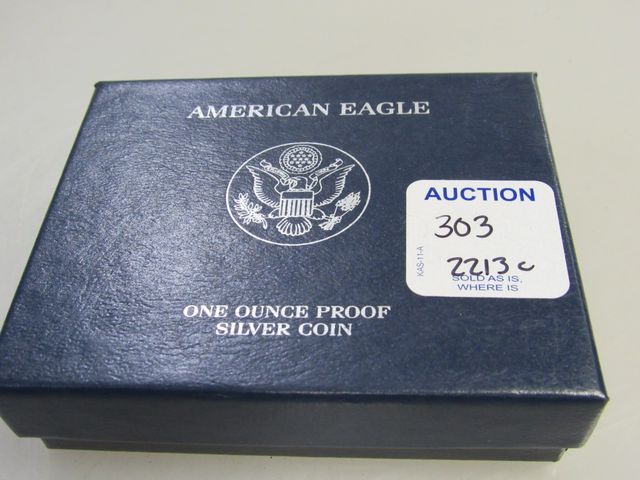 AMERICAN EAGLE
ONE OUNCE PROOF
SILVER COIN
AUCTION
303
2213c
SOLD AS IS,
WHERE IS
KAS-11-A